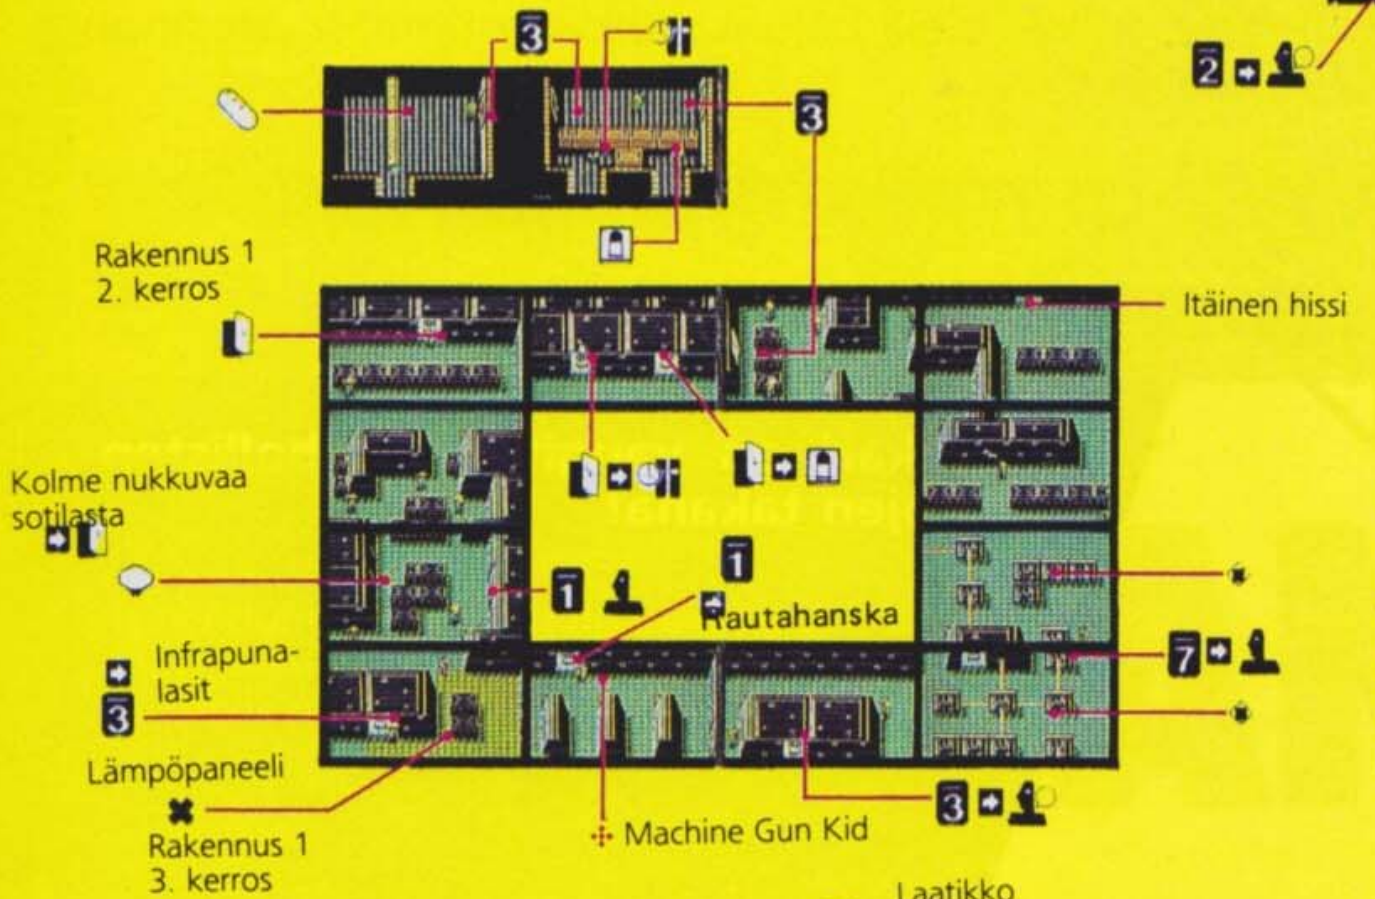 3
2
3
Rakennus 1
2. kerros
Itäinen hissi
Kolme nukkuvaa
sotilasta
1
1
Rautahanska
7
Infrapuna-
lasit
3
Lämpöpaneeli
3
Machine Gun Kid
Rakennus 1
3. kerros
Laatikko